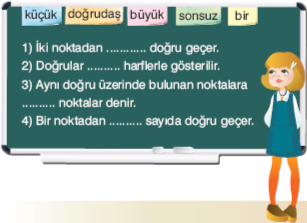 küçük doğrudaş büyük sonsuz bir
1) İki noktadan ........... doğru geçer.
2) Doğrular .......... harflerle gösterilir.
3) Aynı doğru üzerinde bulunan noktalara
.......... noktalar denir.
4) Bir noktadan .......... sayıda doğru geçer.